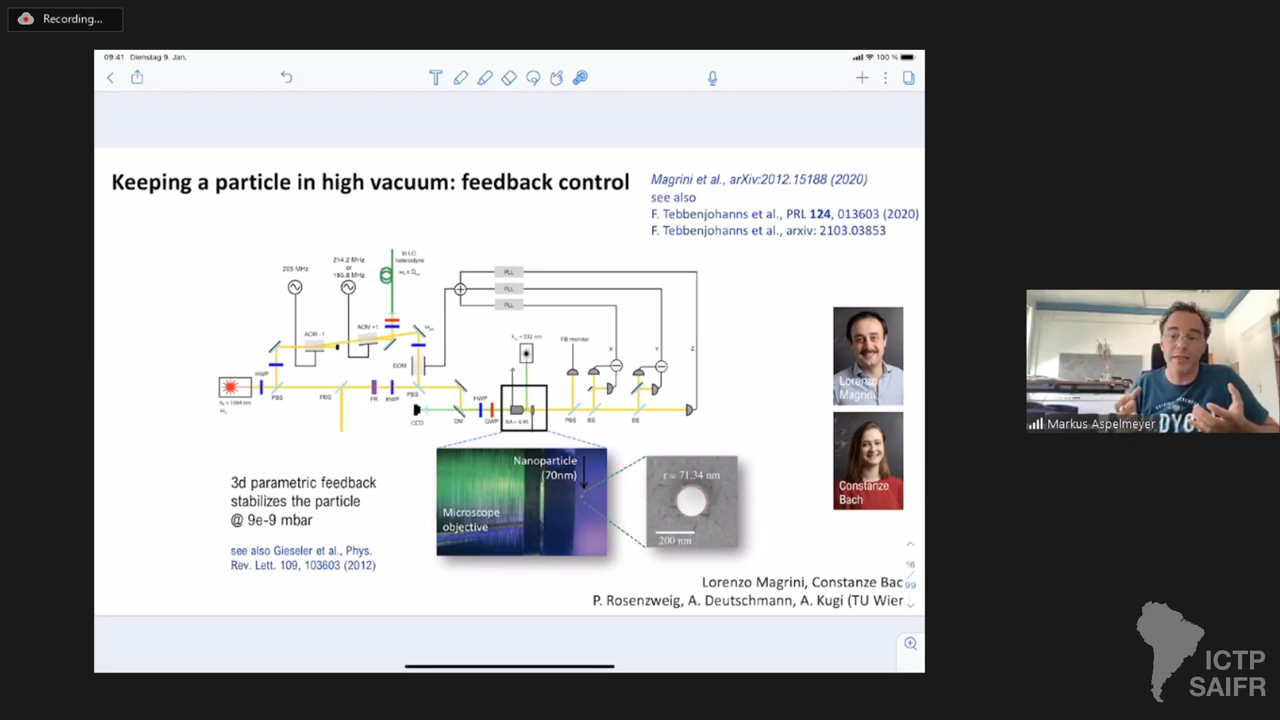 Recording...
09:41 Dienstag 9. Jan.
100 %
Keeping a particle in high vacuum: feedback control
Magrini et al., arXiv:2012.15188 (2020)
see also
F. Tebbenjohanns et al., PRL 124, 013603 (2020)
F. Tebbenjohanns et al., arxiv: 2103.03853
205 MHz
214.2 MHz
or
195.8 MHz
to LO
heterodyne
PLL
PLL
PLL
AOM -1
AOM +1
EOM
FB monitor
X
Y
Z
HWP
PBS
PBS
FR
HWP
PBS
CCD
DM
HWP
QWP
NA = 0.95
PBS
BS
BS
3d parametric feedback
stabilizes the particle
@ 9e-9 mbar
see also Gieseler et al., Phys.
Rev. Lett. 109, 103603 (2012)
Nanoparticle
(70nm)
Microscope
objective
r = 71.34 nm
200 nm
Lorenzo
Magrini
Constanze
Bach
Lorenzo Magrini, Constanze Bac
P. Rosenzweig, A. Deutschmann, A. Kugi (TU Wier
16
99
Markus Aspelmeyer
DYC
ICTP
SAIFR